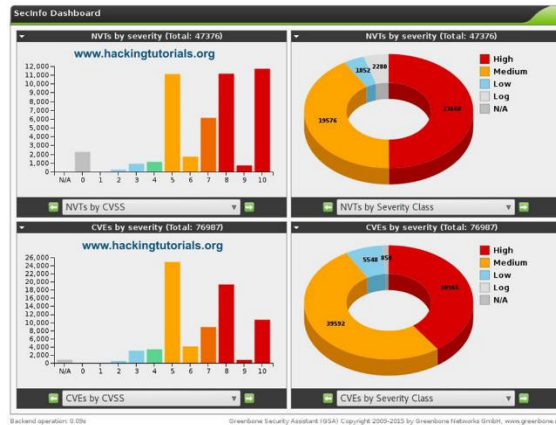 SecInfo Dashboard
NVTs by severity (Total: 47376)
www.hackingtutorials.org
12,000
11,000
10,000
9,000
8,000
7,000
6,000
5,000
4,000
3,000
2,000
1,000
0
N/A 0 1 2 3 4 5 6 7 8 9 10
NVTs by CVSS
NVTs by severity (Total: 47376)
1852
2280
19576
High
Medium
Low
Log
N/A
NVTs by Severity Class
CVEs by severity (Total: 76987)
www.hackingtutorials.org
26,000
24,000
22,000
20,000
18,000
16,000
14,000
12,000
10,000
8,000
6,000
4,000
2,000
0
N/A 0 1 2 3 4 5 6 7 8 9 10
CVEs by CVSS
CVEs by severity (Total: 76987)
5548
39592
High
Medium
Low
Log
N/A
CVEs by Severity Class
Backend operation: 0.09s
Greenbone Security Assistant (GSA) Copyright 2009-2015 by Greenbone Networks GmbH, www.greenbone